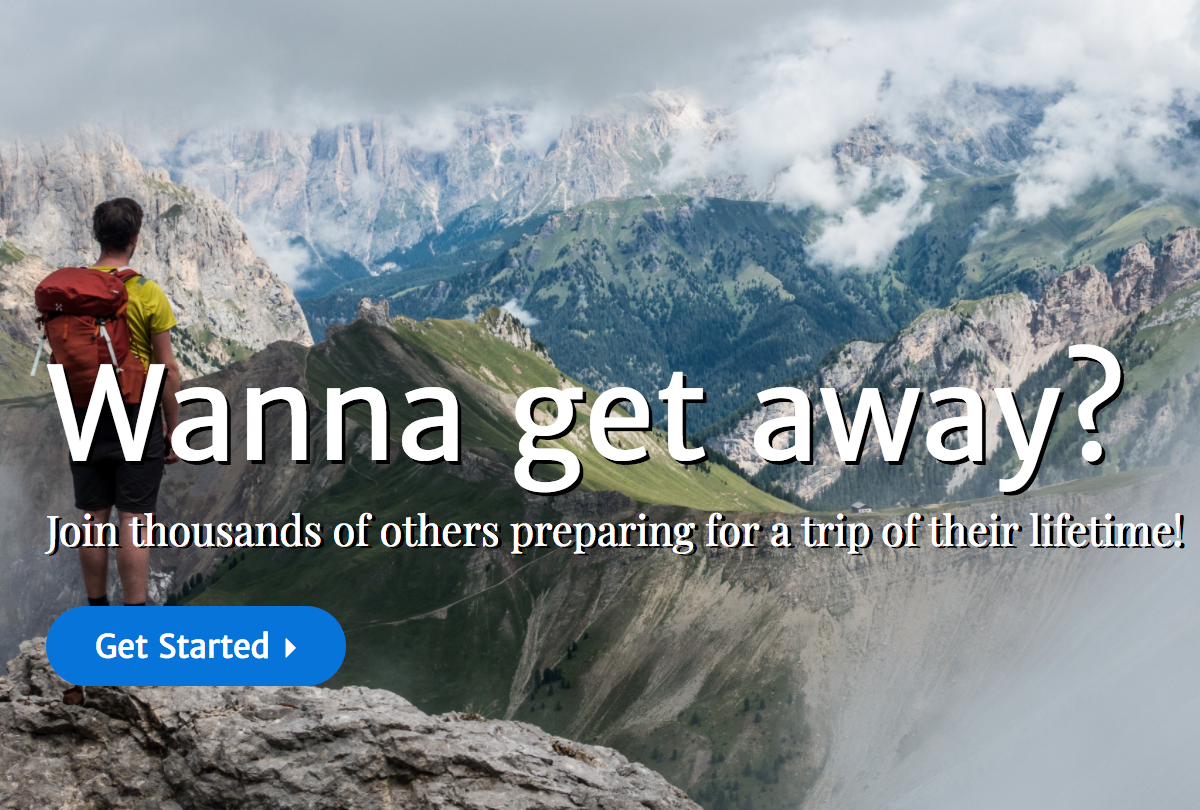 Wanna get away?
Join thousands of others preparing for a trip of their lifetime!
Get Started